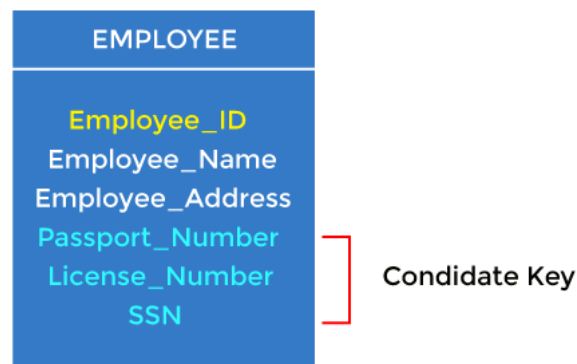 EMPLOYEE
Employee_ID
Employee_Name
Employee_Address
Passport_Number
License_Number
SSN
Condidate Key